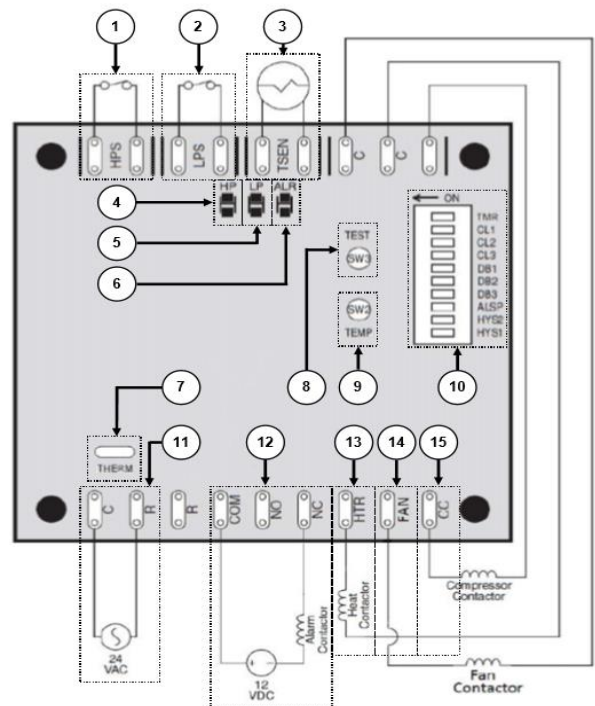 1
2
3
HPS
LPS
TSEN
C
C
HP
LP
ALR
4
5
6
TEST
SW3
SW2
TEMP
ON
TMR
CL1
CL2
CL3
DB1
DB2
DB3
ALSP
HYS2
HYS1
7
8
9
10
11
12
13
14
15
THERM
C
R
R
COM
NO
NC
HTR
FAN
CC
24
VAC
12
VDC
Alarm
Contactor
Heat
Contactor
Compressor
Contactor
Fan
Contactor